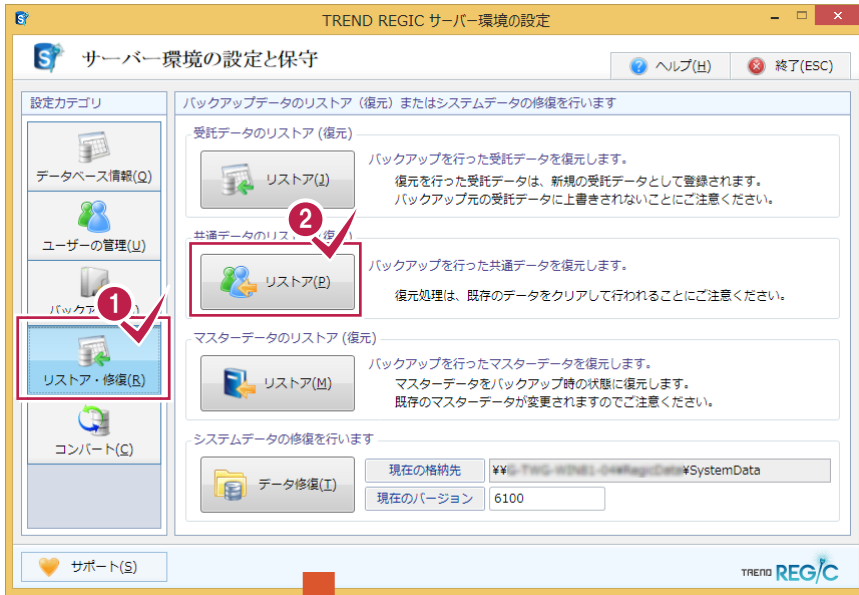 TREND REGIC サーバー環境の設定
サーバー環境の設定と保守
ヘルプ(H)
終了(ESC)
設定カテゴリ
データベース情報(Q)
ユーザーの管理(U)
バックア
リストア・修復(R)
コンバート(C)
バックアップデータのリストア（復元）またはシステムデータの修復を行います
受託データのリストア (復元)
リストア(J)
バックアップを行った受託データを復元します。
復元を行った受託データは、新規の受託データとして登録されます。
バックアップ元の受託データに上書きされないことにご注意ください。
共通データのリス
リストア(P)
バックアップを行った共通データを復元します。
復元処理は、既存のデータをクリアして行われることにご注意ください。
マスターデータのリストア (復元)
リストア(M)
バックアップを行ったマスターデータを復元します。
マスターデータをバックアップ時の状態に復元します。
既存のマスターデータが変更されますのでご注意ください。
システムデータの修復を行います
データ修復(I)
現在の格納先
¥¥ ¥SystemData
現在のバージョン
6100
1
2
サポート(S)
TREND REGIC